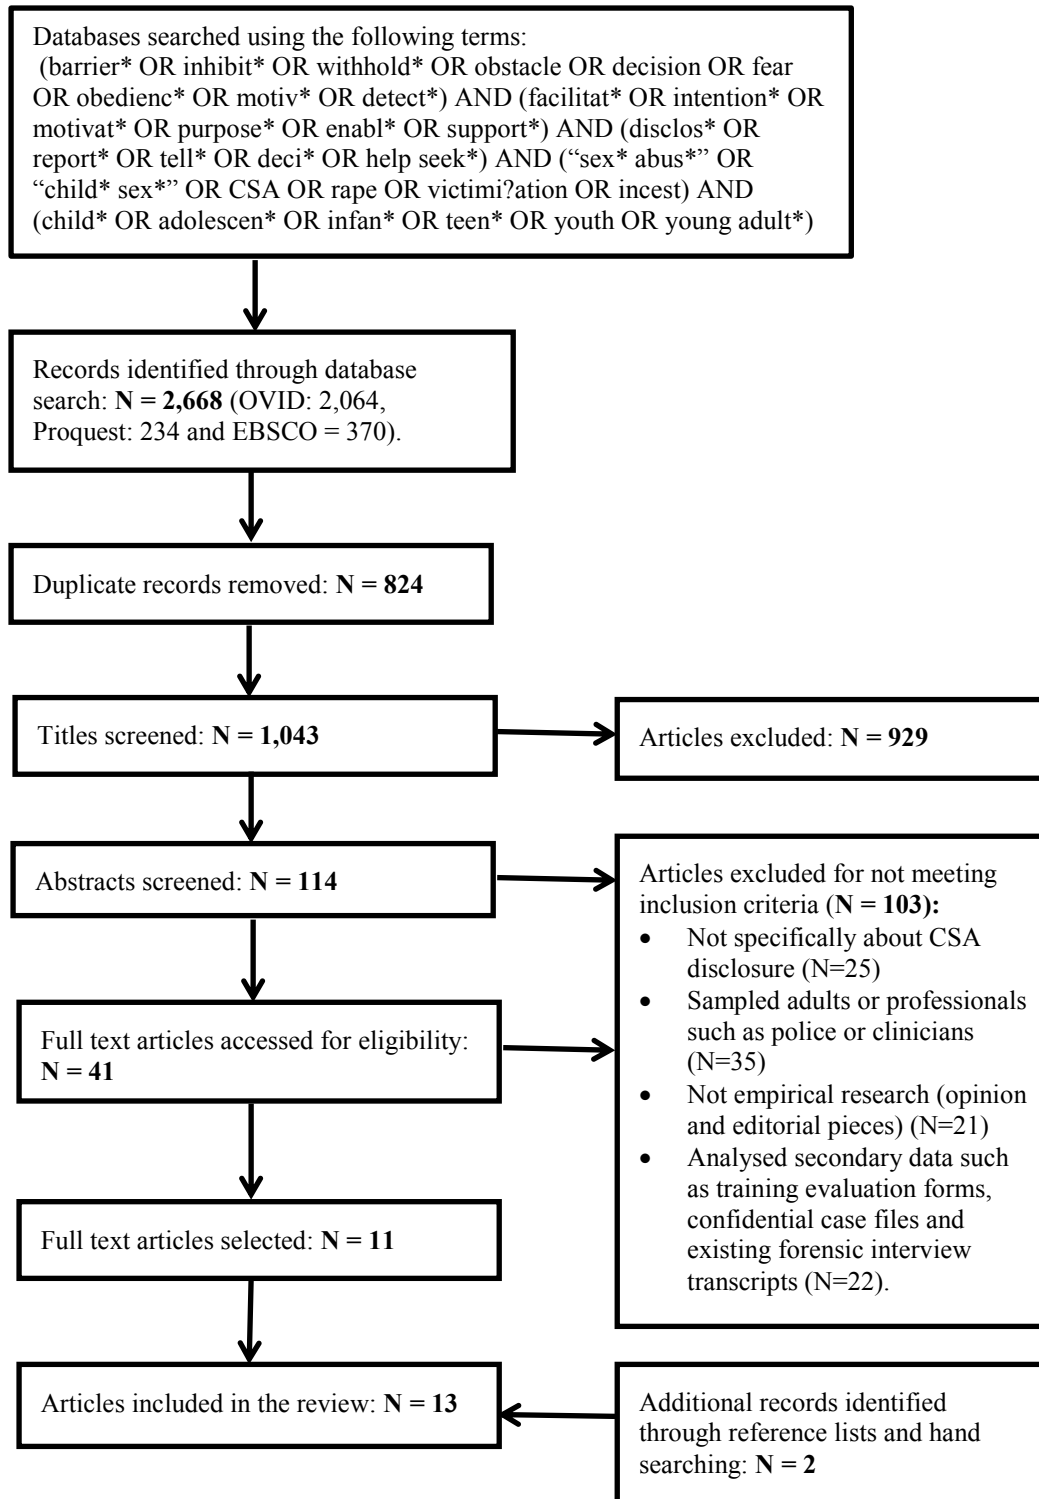 Databases searched using the following terms:
(barrier* OR inhibit* OR withhold* OR obstacle OR decision OR fear
OR obedienc* OR motiv* OR detect*) AND (facilitat* OR intention* OR
motivat* OR purpose* OR enabl* OR support*) AND (disclos* OR
report* OR tell* OR deci* OR help seek*) AND (“sex* abus*” OR
“child* sex*” OR CSA OR rape OR victimi?ation OR incest) AND
(child* OR adolescen* OR infan* OR teen* OR youth OR young adult*)
Records identified through database
search: N = 2,668 (OVID: 2,064,
Proquest: 234 and EBSCO = 370).
Duplicate records removed: N = 824
Titles screened: N = 1,043
Articles excluded: N = 929
Abstracts screened: N = 114
Articles excluded for not meeting
inclusion criteria (N = 103):
• Not specifically about CSA
disclosure (N=25)
• Sampled adults or professionals
such as police or clinicians
(N=35)
• Not empirical research (opinion
and editorial pieces) (N=21)
• Analysed secondary data such
as training evaluation forms,
confidential case files and
existing forensic interview
transcripts (N=22).
Full text articles accessed for eligibility:
N = 41
Full text articles selected: N = 11
Articles included in the review: N = 13
Additional records identified
through reference lists and hand
searching: N = 2